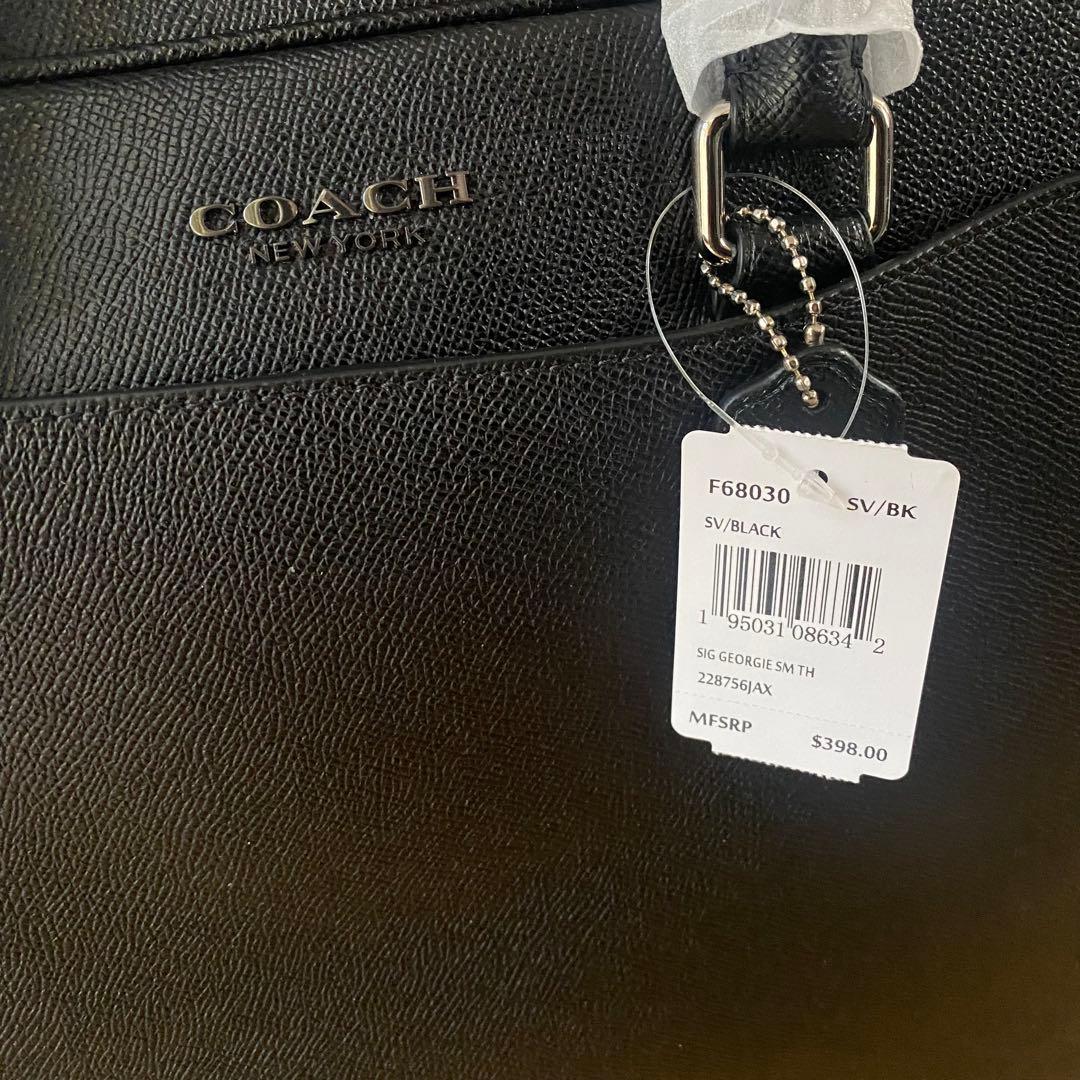 COACH
NEW YORK
F68030 SV/BK
SV/BLACK
1 95031 08634 2
SIG GEORGIE SM TH
228756JAX
MFSRP $398.00